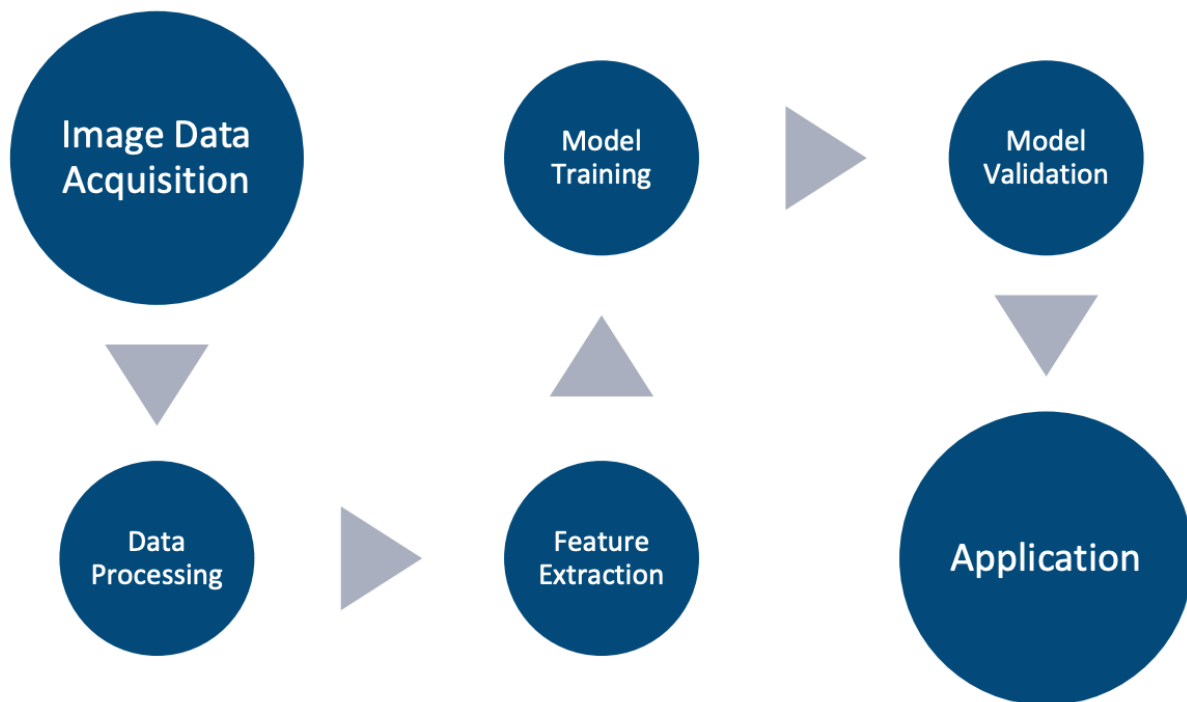 Image Data
Acquisition
Data
Processing
Feature
Extraction
Model
Training
Model
Validation
Application